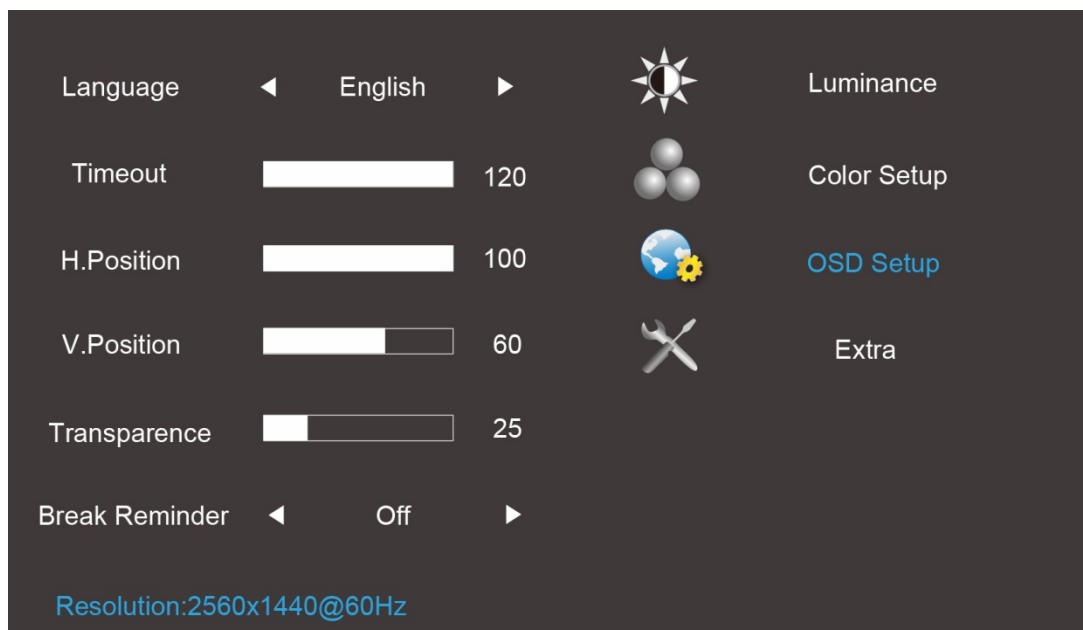 Language English Luminance
Timeout 120 Color Setup
H.Position 100 OSD Setup
V.Position 60 Extra
Transparence 25
Break Reminder Off
Resolution:2560x1440@60Hz